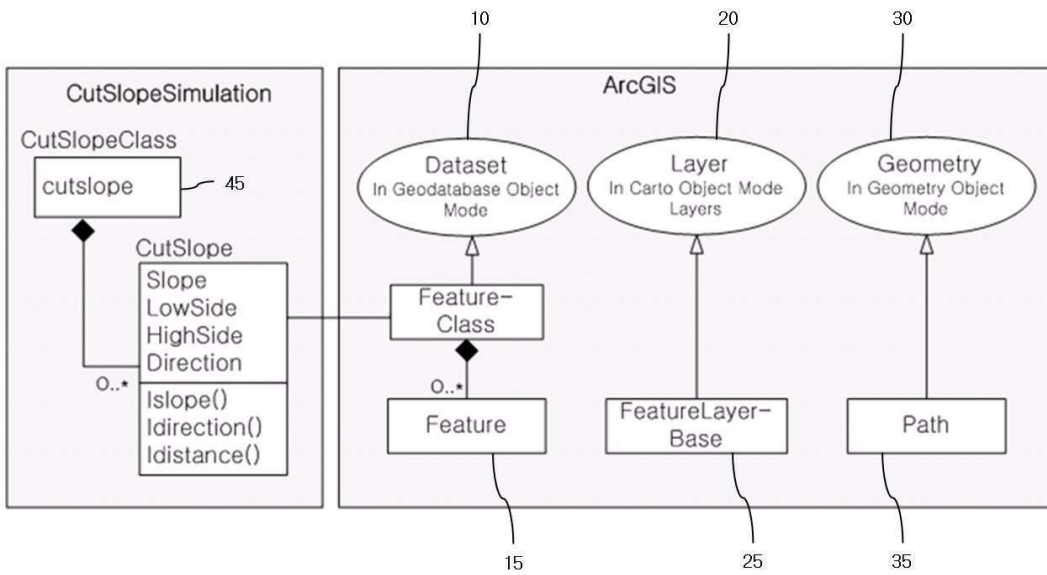 10
20
30
CutSlopeSimulation
CutSlopeClass
cutslope
45
CutSlope
Slope
LowSide
HighSide
Direction
0..*
Islope()
Idirection()
Idistance()
ArcGIS
Dataset
In Geodatabase Object
Mode
Layer
In Carto Object Mode
Layers
Geometry
In Geometry Object
Mode
Feature-
Class
0..*
Feature
FeatureLayer-
Base
Path
15
25
35